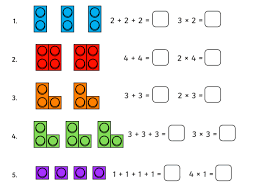 1. 2 + 2 + 2 = 3 × 2 =
2. 4 + 4 = 2 × 4 =
3. 3 + 3 = 2 × 3 =
4. 3 + 3 + 3 = 3 × 3 =
5. 1 + 1 + 1 + 1 = 4 × 1 =